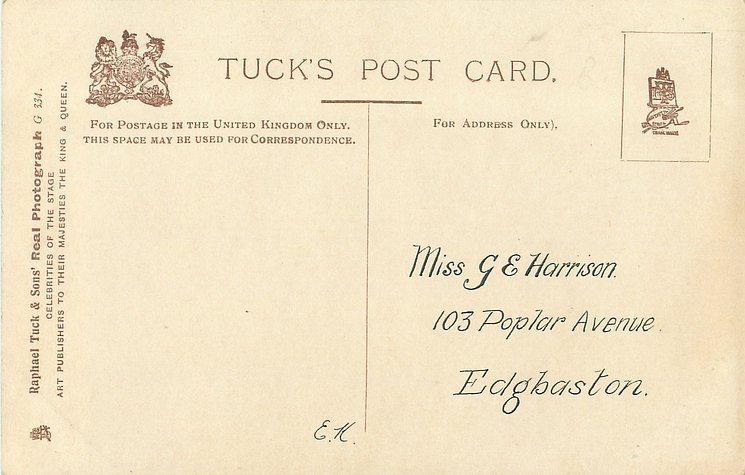 TUCK'S POST CARD.
FOR POSTAGE IN THE UNITED KINGDOM ONLY.
THIS SPACE MAY BE USED FOR CORRESPONDENCE.
FOR ADDRESS ONLY).
Raphael Tuck & Sons' Real Photograph G 334.
CELEBRITIES OF THE STAGE
ART PUBLISHERS TO THEIR MAJESTIES THE KING & QUEEN.
Miss G E Harrison.
103 Poplar Avenue.
Edgbaston.
E.K.